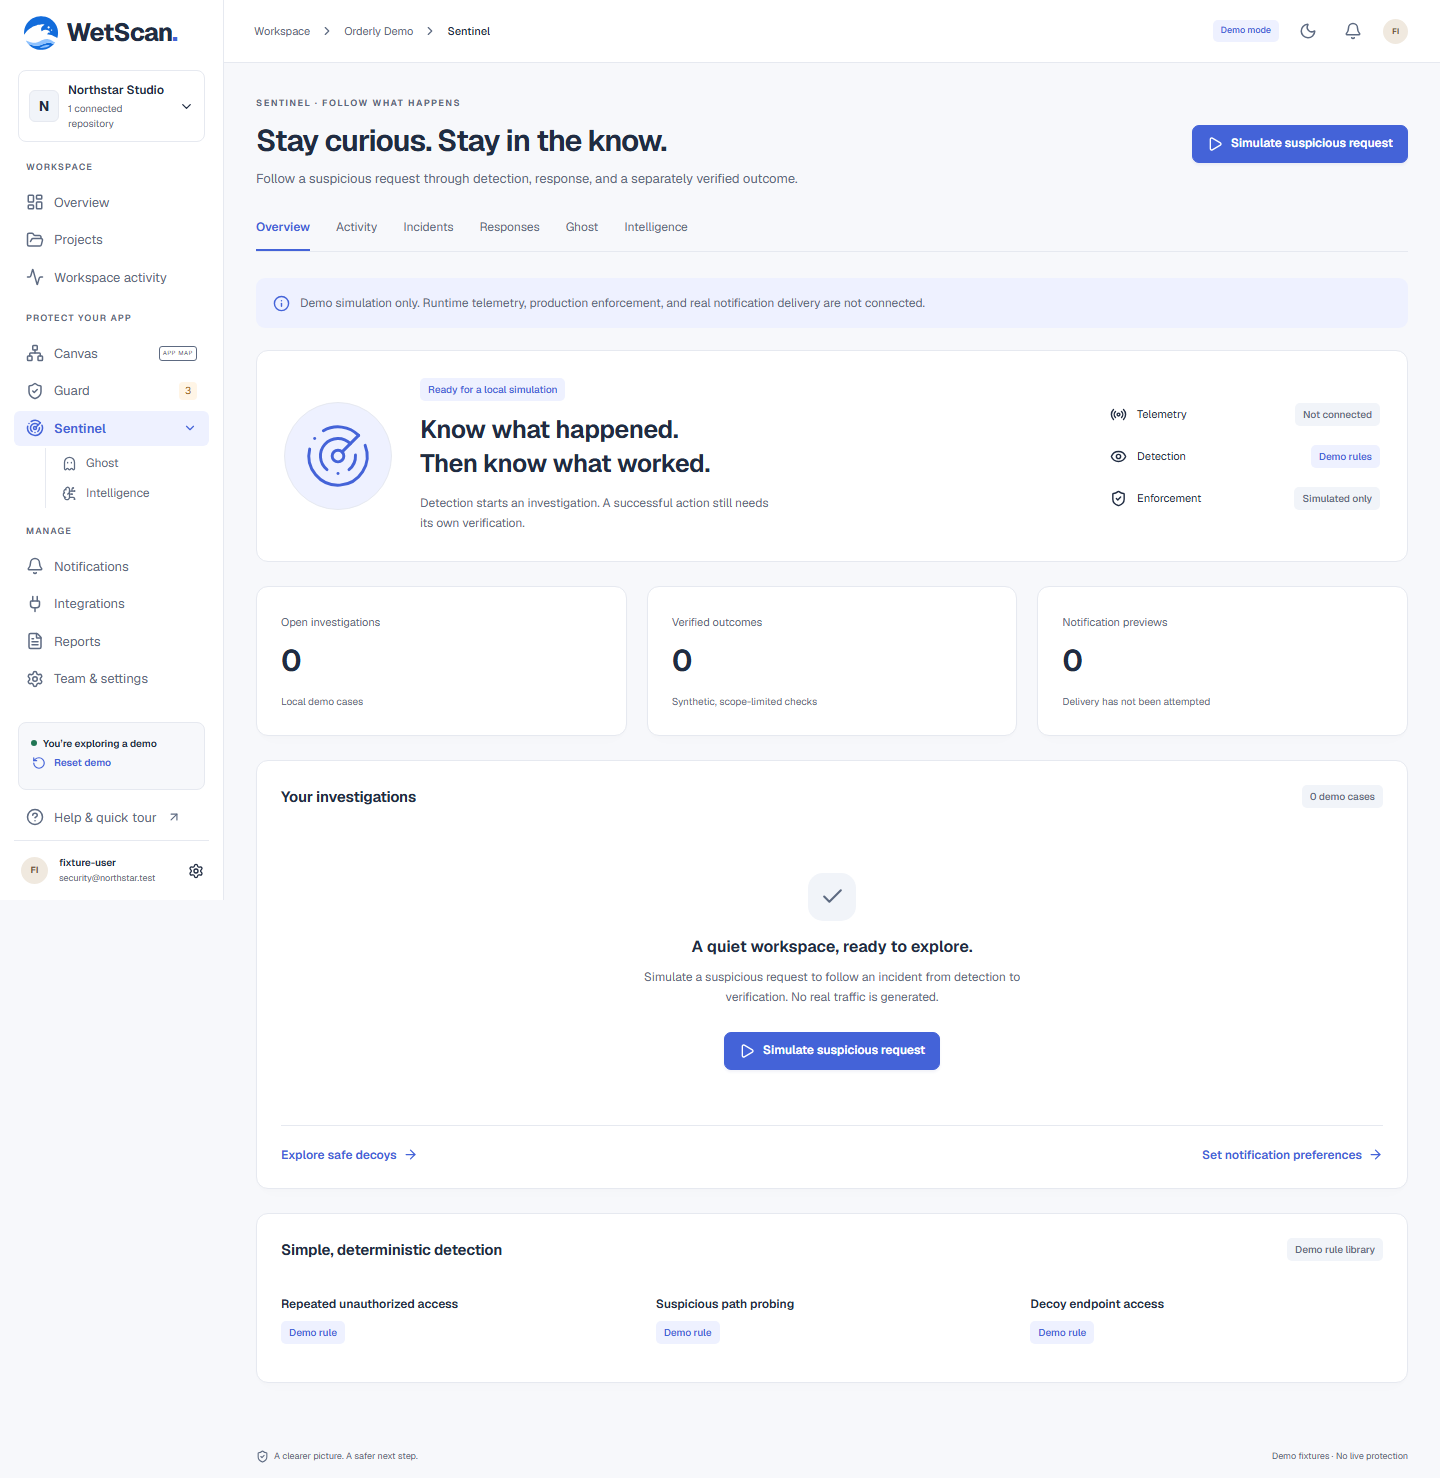 WetScan.
N
Northstar Studio
1 connected
repository
WORKSPACE
Overview
Projects
Workspace activity
PROTECT YOUR APP
Canvas
APP MAP
Guard
3
Sentinel
Ghost
Intelligence
MANAGE
Notifications
Integrations
Reports
Team & settings
You're exploring a demo
Reset demo
Help & quick tour
FI
fixture-user
security@northstar.test
Workspace
Orderly Demo
Sentinel
Demo mode
FI
SENTINEL · FOLLOW WHAT HAPPENS
Stay curious. Stay in the know.
Follow a suspicious request through detection, response, and a separately verified outcome.
Simulate suspicious request
Overview
Activity
Incidents
Responses
Ghost
Intelligence
Demo simulation only. Runtime telemetry, production enforcement, and real notification delivery are not connected.
Ready for a local simulation
Know what happened.
Then know what worked.
Detection starts an investigation. A successful action still needs
its own verification.
Telemetry
Not connected
Detection
Demo rules
Enforcement
Simulated only
Open investigations
0
Local demo cases
Verified outcomes
0
Synthetic, scope-limited checks
Notification previews
0
Delivery has not been attempted
Your investigations
0 demo cases
A quiet workspace, ready to explore.
Simulate a suspicious request to follow an incident from detection to
verification. No real traffic is generated.
Simulate suspicious request
Explore safe decoys
Set notification preferences
Simple, deterministic detection
Demo rule library
Repeated unauthorized access
Demo rule
Suspicious path probing
Demo rule
Decoy endpoint access
Demo rule
A clearer picture. A safer next step.
Demo fixtures · No live protection